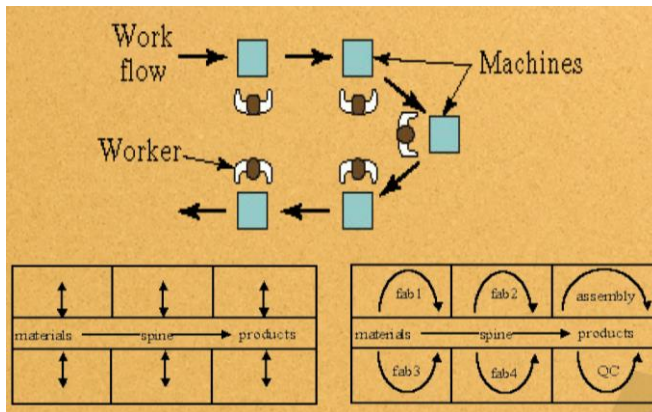 Work
flow
Machines
Worker
materials spine products
fab1 fab2 assembly
materials spine products
fab3 fab4 QC